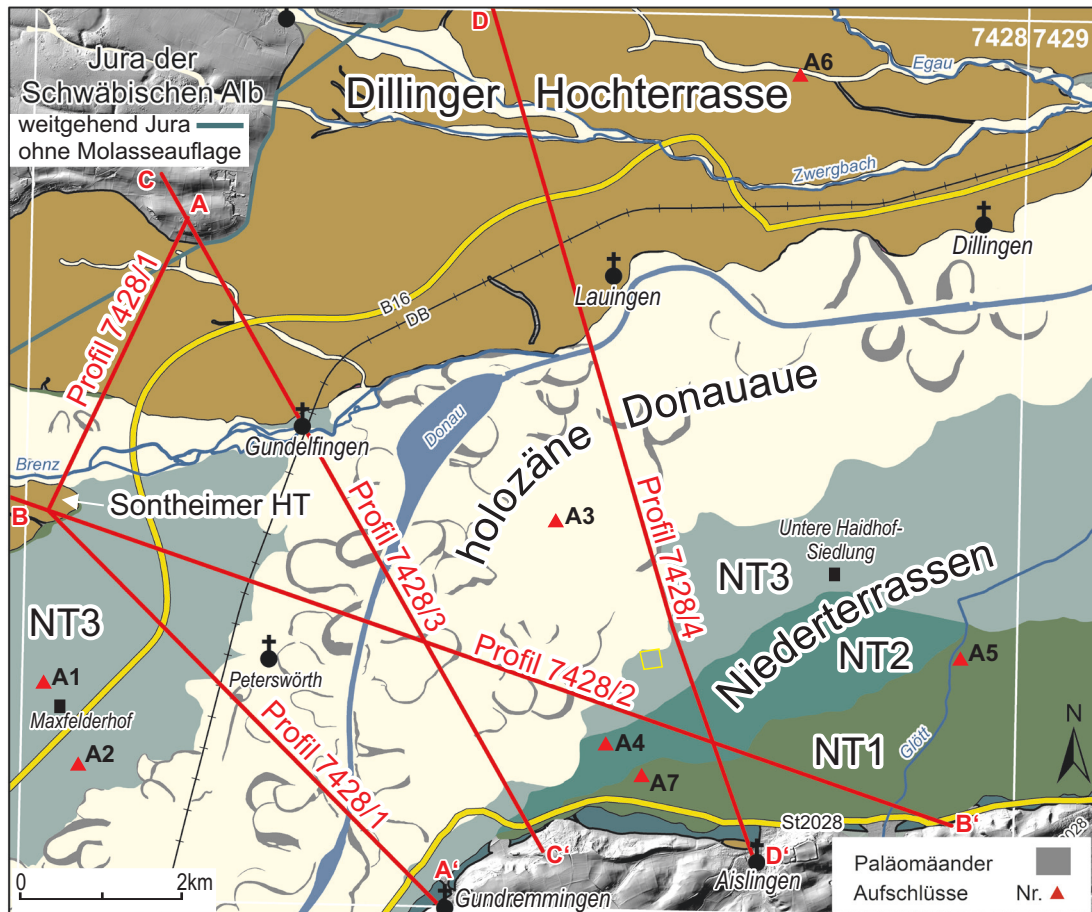 D
7428 7429
Jura der
Schwäbischen Alb
weitgehend Jura
ohne Molasseauflage
A6
Egau
Dillinger Hochterrasse
Zwergbach
C
A
Dillingen
Lauingen
B16
DB
Profil 7428/1
holozäne Donauaue
Donau
Gundelfingen
Brenz
B
Sontheimer HT
A3
Profil 7428/3
Profil 7428/4
Untere Haidhof-
Siedlung
NT3
NT3
Niederterrassen
NT2
A5
Peterswörth
Profil 7428/2
A1
Maxfelderhof
A2
Profil 7428/1
A4
A7
NT1
Glött
N
St2028
B'
2028
C'
D'
A'
Aislingen
Gundremmingen
0 2km
Paläomäander
Aufschlüsse Nr.